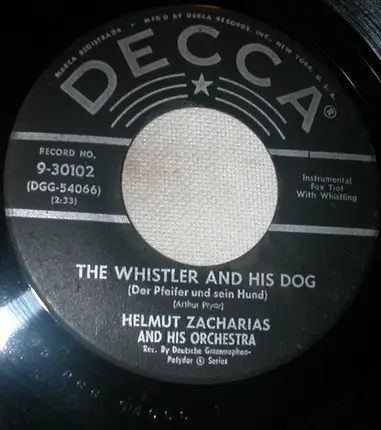 MARCA REGISTRADA • MFG'D BY DECCA RECORDS, INC., NEW YORK, U.S.A.
DECCA®
RECORD NO.
9-30102
(DGG-54066)
(2:33)
Instrumental
Fox Trot
With Whistling
THE WHISTLER AND HIS DOG
(Der Pfeifer und sein Hund)
(Arthur Pryor)
HELMUT ZACHARIAS
AND HIS ORCHESTRA
Rec. By Deutsche Grammophon-
Polydor ® Series